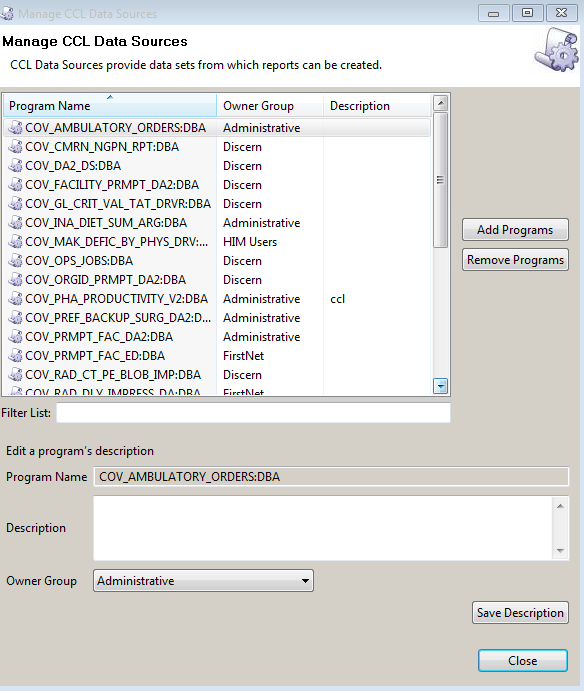 Manage CCL Data Sources
Manage CCL Data Sources
CCL Data Sources provide data sets from which reports can be created.
Program Name Owner Group Description
COV_AMBULATORY_ORDERS:DBA Administrative
COV_CMRN_NGPN_RPT:DBA Discern
COV_DA2_DS:DBA Discern
COV_FACILITY_PRMPT_DA2:DBA Discern
COV_GL_CRIT_VAL_TAT_DRVR:DBA Discern
COV_INA_DIET_SUM_ARG:DBA Administrative
COV_MAK_DEFIC_BY_PHYS_DRV:... HIM Users
COV_OPS_JOBS:DBA Discern
COV_ORGID_PRMPT_DA2:DBA Discern
COV_PHA_PRODUCTIVITY_V2:DBA Administrative ccl
COV_PREF_BACKUP_SURG_DA2:D... Administrative
COV_PRMPT_FAC_DA2:DBA Administrative
COV_PRMPT_FAC_ED:DBA FirstNet
COV_RAD_CT_PE_BLOB_IMP:DBA Discern
COV_RAD_DLY_IMPRESS_DA:DBA FirstNet
Add Programs
Remove Programs
Filter List:
Edit a program's description
Program Name COV_AMBULATORY_ORDERS:DBA
Description
Owner Group Administrative
Save Description
Close